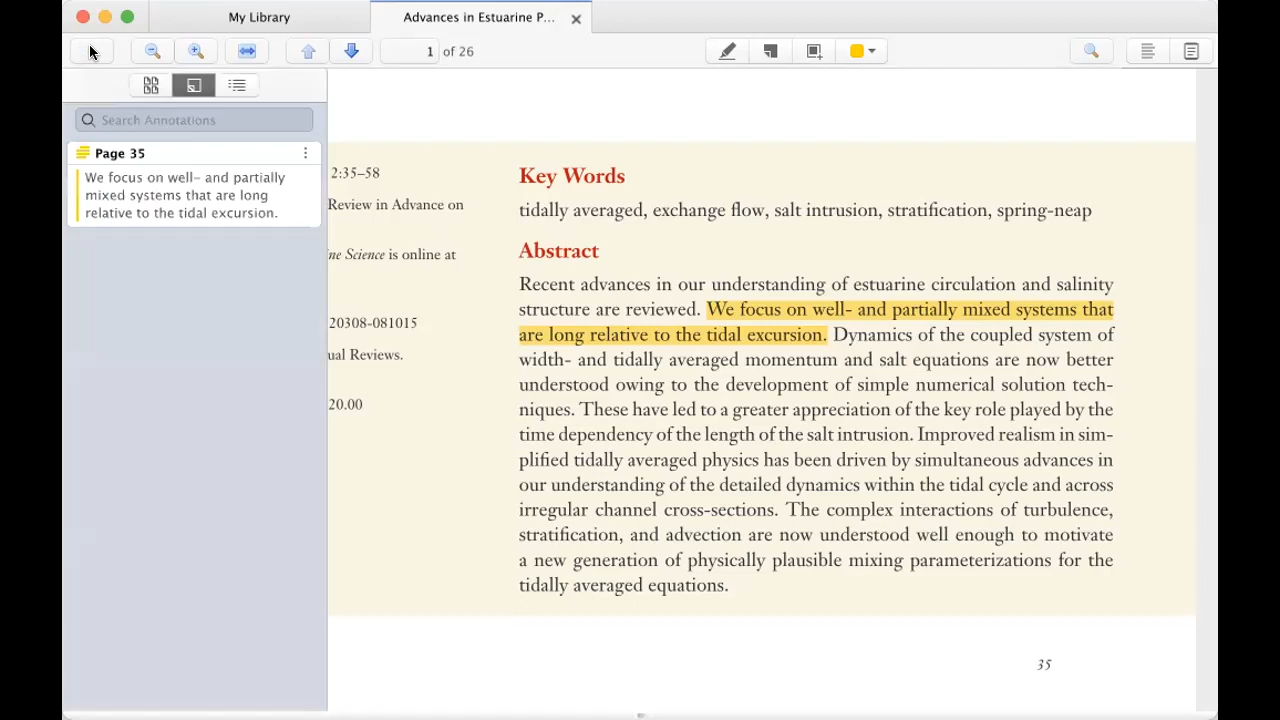 My Library
Advances in Estuarine P...
1 of 26
Search Annotations
Page 35
We focus on well- and partially
mixed systems that are long
relative to the tidal excursion.
2:35–58
Review in Advance on
ne Science is online at
20308-081015
ual Reviews.
20.00
Key Words
tidally averaged, exchange flow, salt intrusion, stratification, spring-neap
Abstract
Recent advances in our understanding of estuarine circulation and salinity
structure are reviewed. We focus on well- and partially mixed systems that
are long relative to the tidal excursion. Dynamics of the coupled system of
width- and tidally averaged momentum and salt equations are now better
understood owing to the development of simple numerical solution tech-
niques. These have led to a greater appreciation of the key role played by the
time dependency of the length of the salt intrusion. Improved realism in sim-
plified tidally averaged physics has been driven by simultaneous advances in
our understanding of the detailed dynamics within the tidal cycle and across
irregular channel cross-sections. The complex interactions of turbulence,
stratification, and advection are now understood well enough to motivate
a new generation of physically plausible mixing parameterizations for the
tidally averaged equations.
35